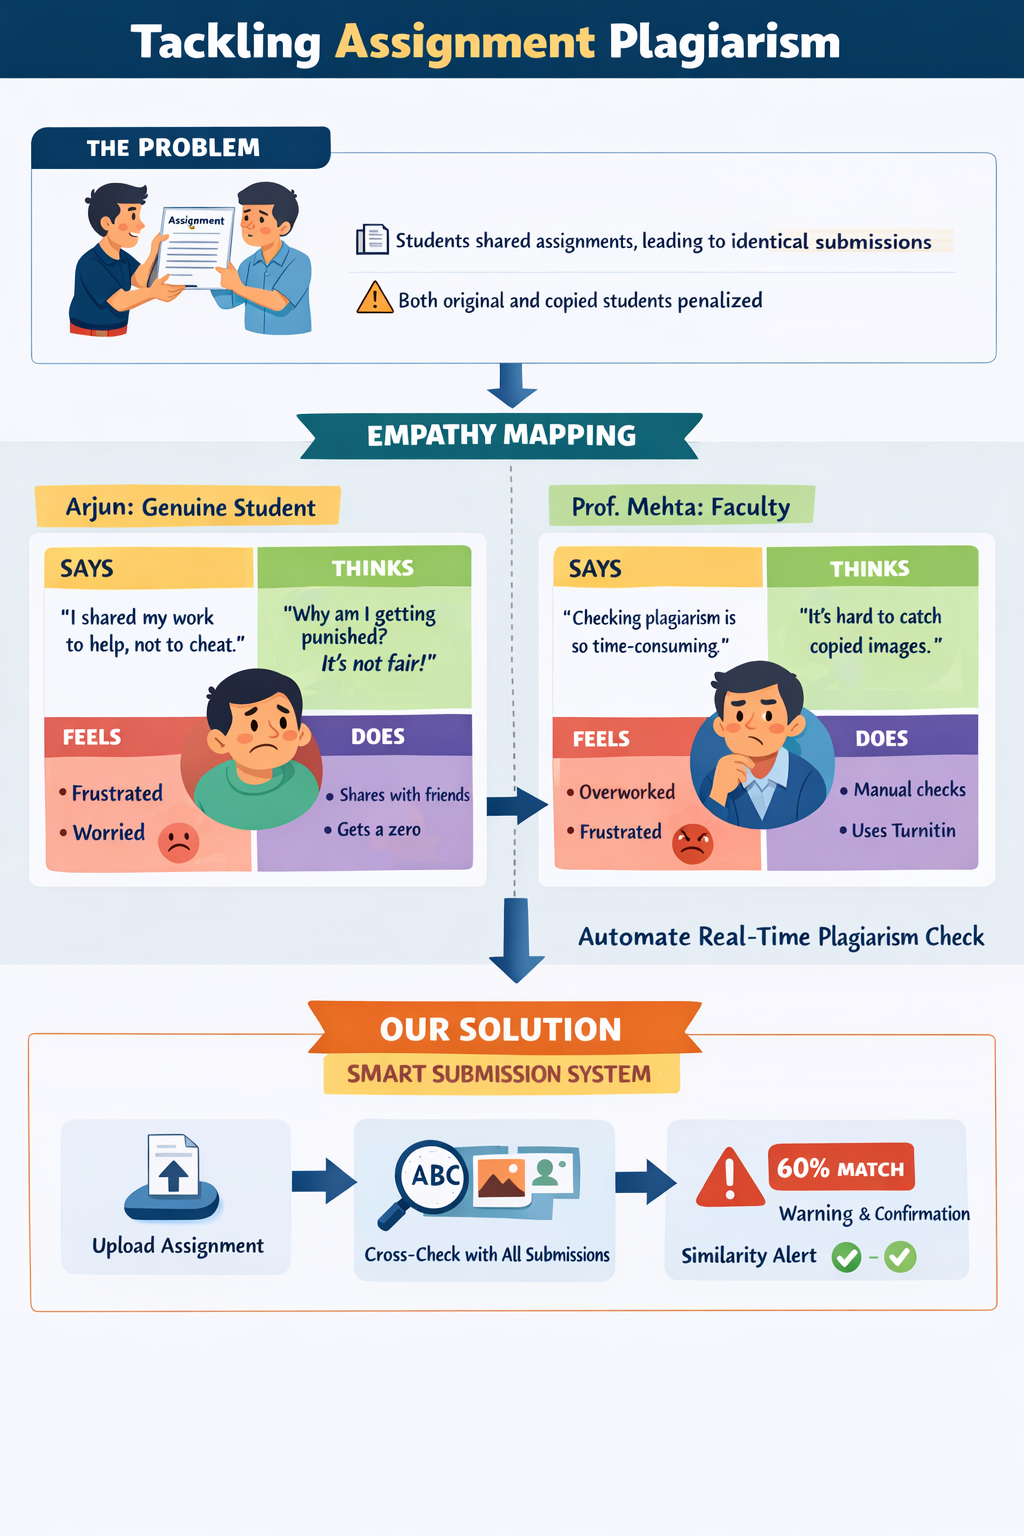 Tackling Assignment Plagiarism
THE PROBLEM
Assignment
Students shared assignments, leading to identical submissions
Both original and copied students penalized
EMPATHY MAPPING
Arjun: Genuine Student
SAYS
THINKS
"I shared my work
to help, not to cheat."
"Why am I getting
punished?
It's not fair!"
FEELS
DOES
• Frustrated
• Worried
• Shares with friends
• Gets a zero
Prof. Mehta: Faculty
SAYS
THINKS
"Checking plagiarism is
so time-consuming."
"It's hard to catch
copied images."
FEELS
DOES
• Overworked
• Frustrated
• Manual checks
• Uses Turnitin
Automate Real-Time Plagiarism Check
OUR SOLUTION
SMART SUBMISSION SYSTEM
Upload Assignment
ABC
Cross-Check with All Submissions
60% MATCH
Warning & Confirmation
Similarity Alert